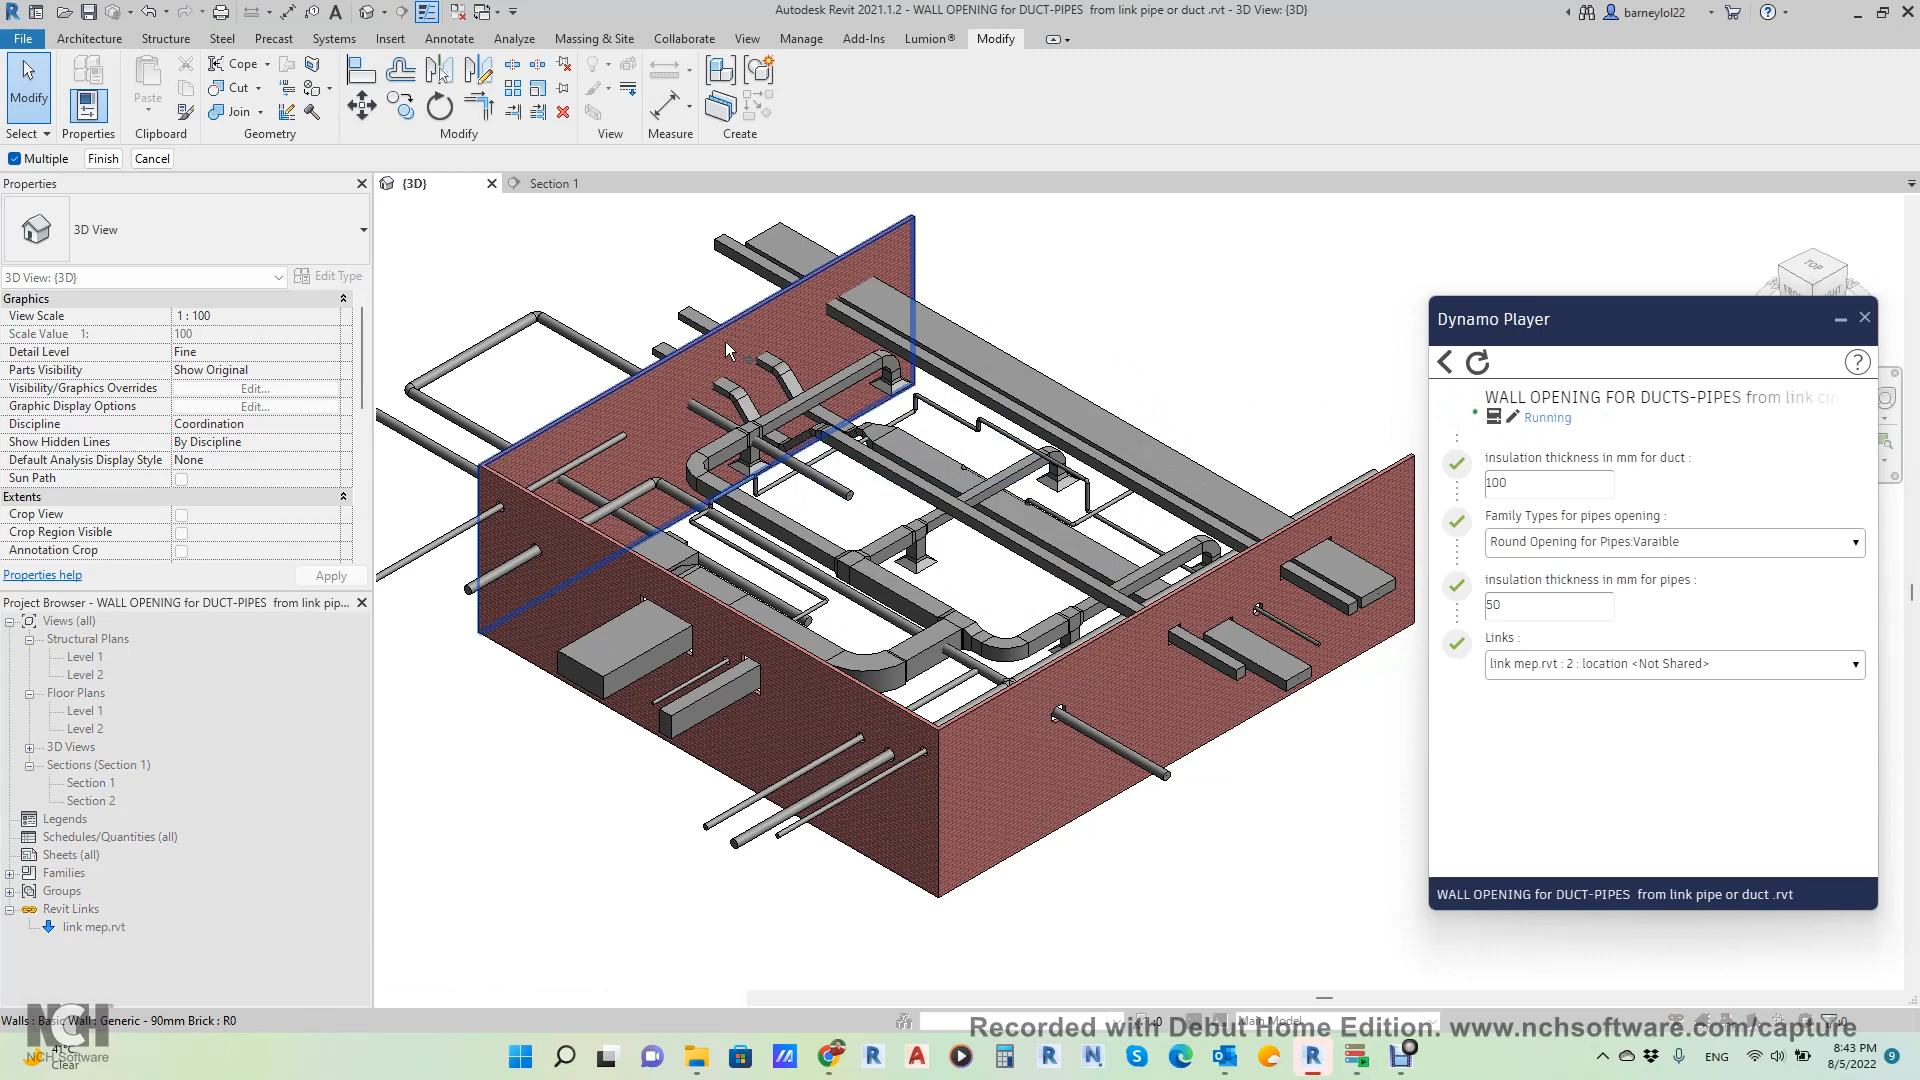 Autodesk Revit 2021.1.2 - WALL OPENING for DUCT-PIPES from link pipe or duct .rvt - 3D View: {3D}
barneylol22
File Architecture Structure Steel Precast Systems Insert Annotate Analyze Massing & Site Collaborate View Manage Add-Ins Lumion® Modify
Modify
Paste
Cope
Cut
Join
Select Properties Clipboard Geometry Modify View Measure Create
Multiple Finish Cancel
Properties
{3D}
Section 1
3D View
3D View: {3D}
Edit Type
Graphics
View Scale 1 : 100
Scale Value 1: 100
Detail Level Fine
Parts Visibility Show Original
Visibility/Graphics Overrides Edit...
Graphic Display Options Edit...
Discipline Coordination
Show Hidden Lines By Discipline
Default Analysis Display Style None
Sun Path
Extents
Crop View
Crop Region Visible
Annotation Crop
Properties help
Apply
Project Browser - WALL OPENING for DUCT-PIPES from link pip...
Views (all)
Structural Plans
Level 1
Level 2
Floor Plans
Level 1
Level 2
3D Views
Sections (Section 1)
Section 1
Section 2
Legends
Schedules/Quantities (all)
Sheets (all)
Families
Groups
Revit Links
link mep.rvt
TOP
Dynamo Player
WALL OPENING FOR DUCTS-PIPES from link
Running
insulation thickness in mm for duct :
100
Family Types for pipes opening :
Round Opening for Pipes:Varaible
insulation thickness in mm for pipes :
50
Links :
link mep.rvt : 2 : location <Not Shared>
WALL OPENING for DUCT-PIPES from link pipe or duct .rvt
Walls : Basic Wall : Generic - 90mm Brick : R0
:0
Main Model
NCH
NCH Software
Recorded with Debut Home Edition. www.nchsoftware.com/capture
41°C
Clear
ENG
8:43 PM
8/5/2022
9